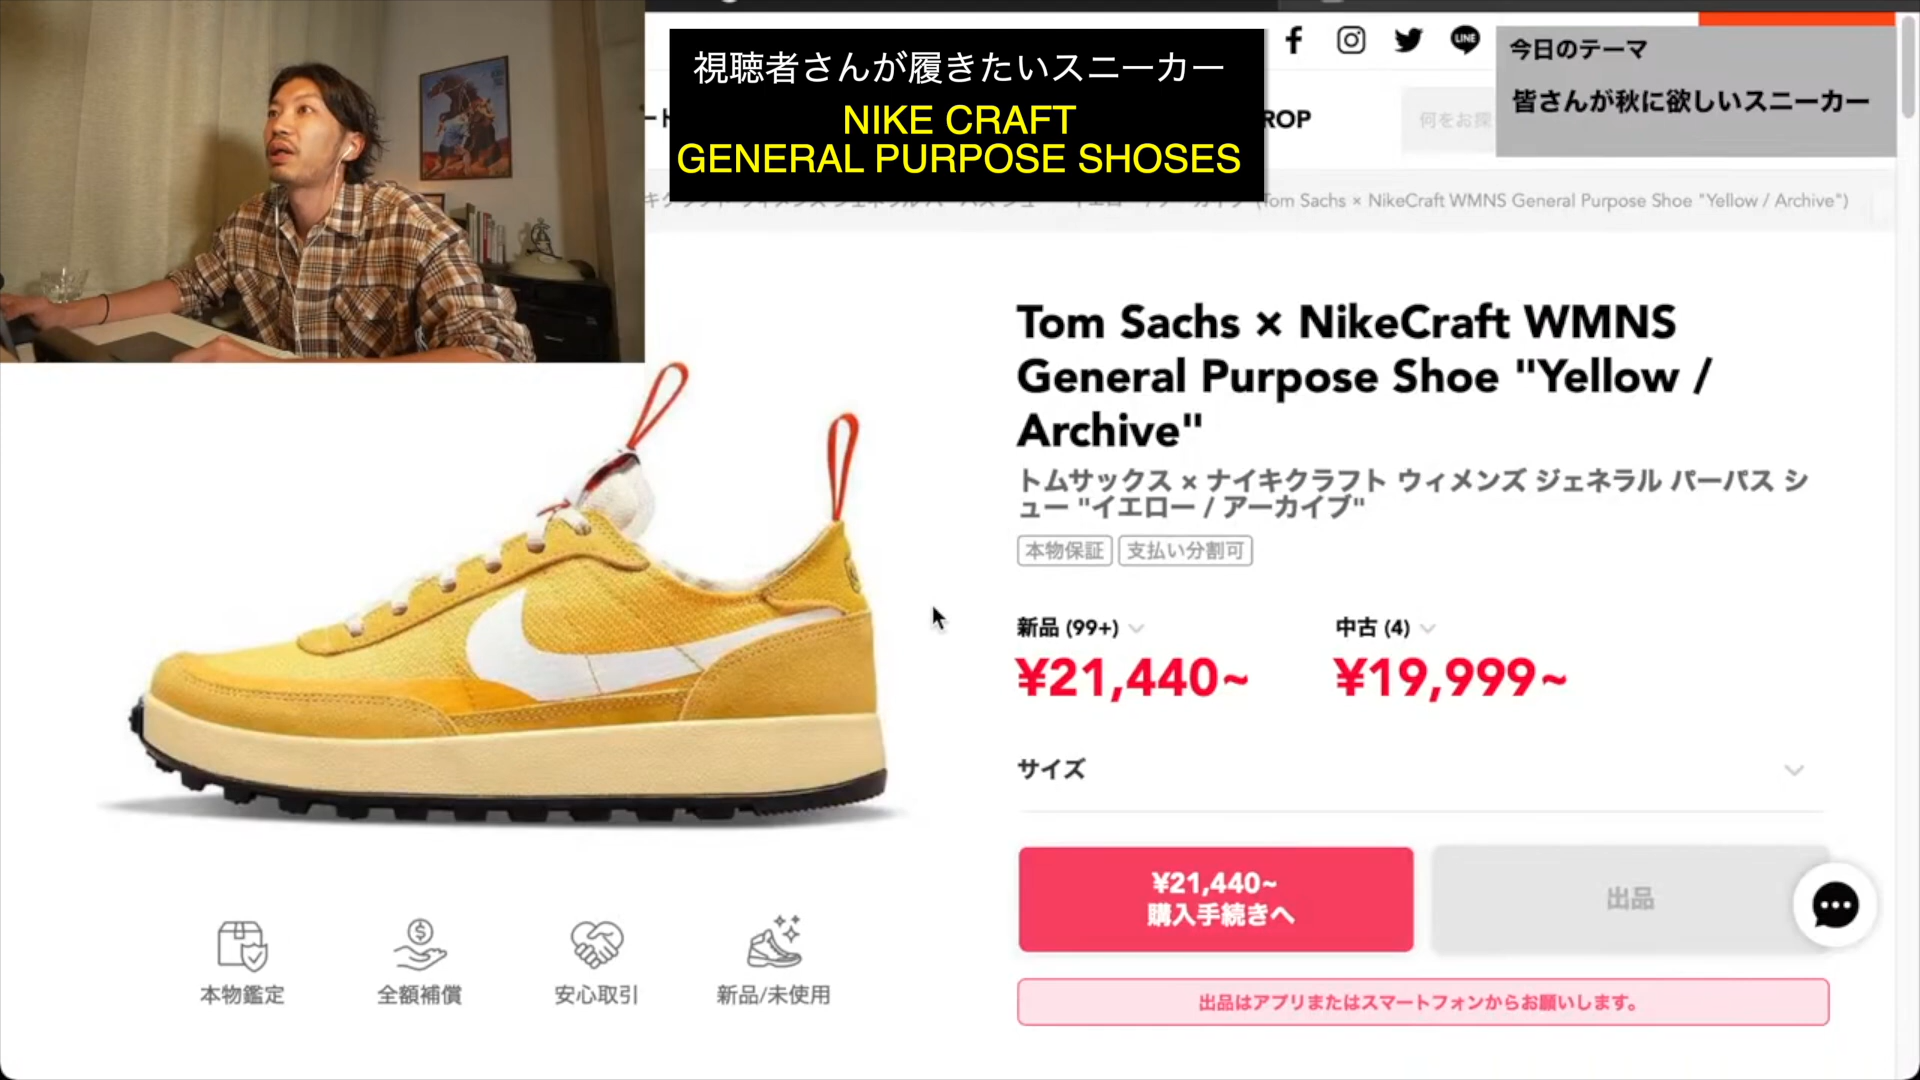 視聴者さんが履きたいスニーカー
NIKE CRAFT
GENERAL PURPOSE SHOSES
LINE
今日のテーマ
皆さんが秋に欲しいスニーカー
ROP
何をお探
Tom Sachs × NikeCraft WMNS General Purpose Shoe "Yellow / Archive")
Tom Sachs × NikeCraft WMNS
General Purpose Shoe "Yellow /
Archive"
トムサックス × ナイキクラフト ウィメンズ ジェネラル パーパス シ
ュー "イエロー / アーカイブ"
本物保証 支払い分割可
新品 (99+) 中古 (4)
¥21,440~ ¥19,999~
サイズ
¥21,440~
購入手続きへ
出品
出品はアプリまたはスマートフォンからお願いします。
本物鑑定 全額補償 安心取引 新品/未使用